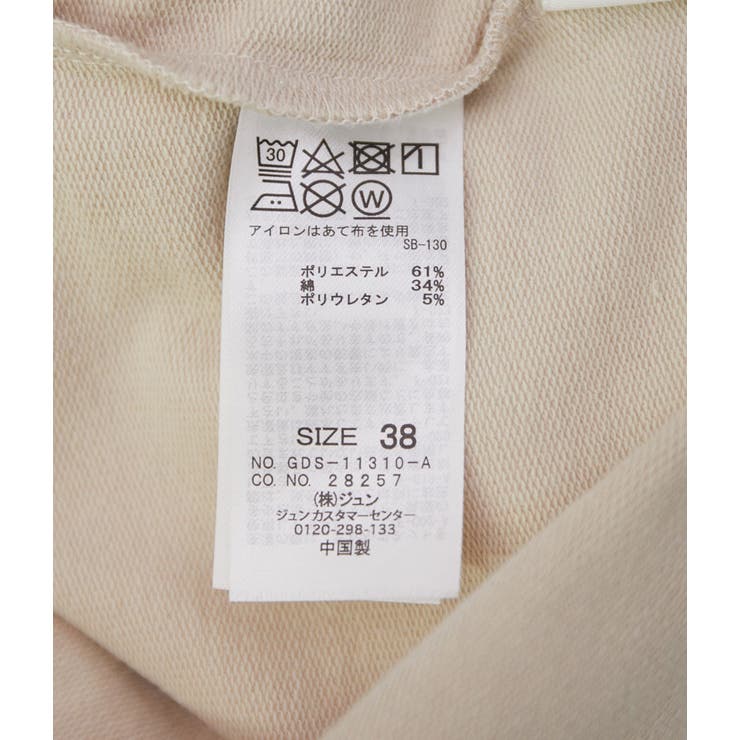 30
W
アイロンはあて布を使用
SB-130
ポリエステル 61%
綿 34%
ポリウレタン 5%
SIZE 38
NO. GDS-11310-A
CO. NO. 28257
(株)ジュン
ジュンカスタマーセンター
0120-298-133
中国製